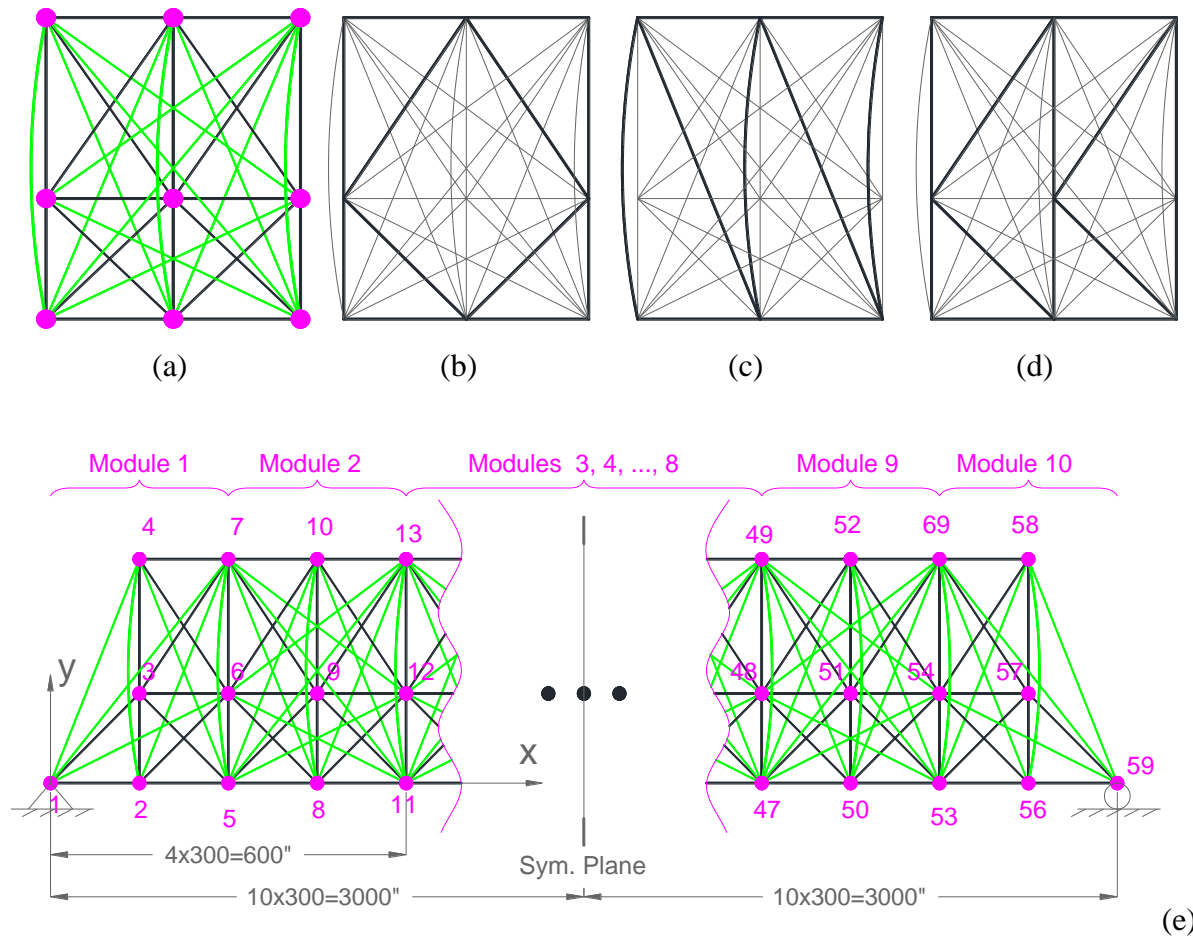 (a)
(b)
(c)
(d)
Module 1
Module 2
Modules 3, 4, ..., 8
Module 9
Module 10
4
7
10
13
49
52
69
58
3
6
9
12
48
51
54
57
y
x
1
2
5
8
11
47
50
53
56
59
4x300=600"
Sym. Plane
10x300=3000"
10x300=3000"
(e)